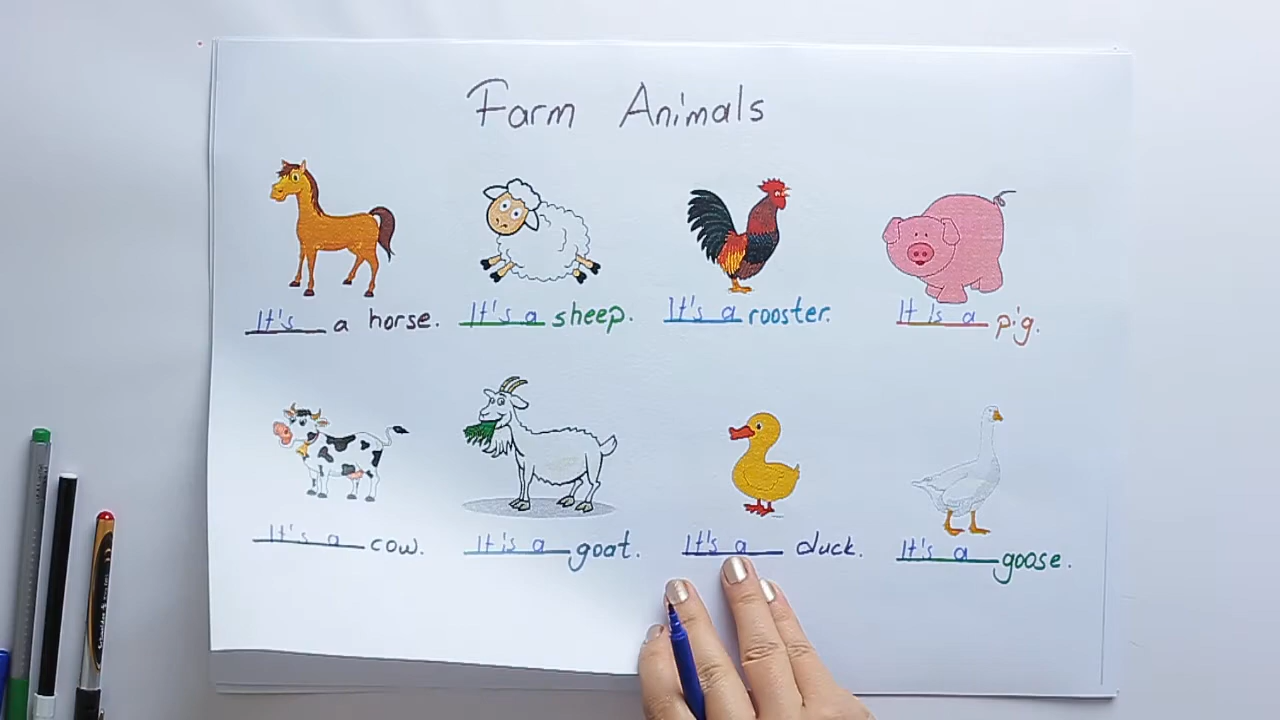 Farm Animals
It's a horse. It's a sheep. It's a rooster. It is a pig.
It's a cow. It is a goat. It's a duck. It's a goose.